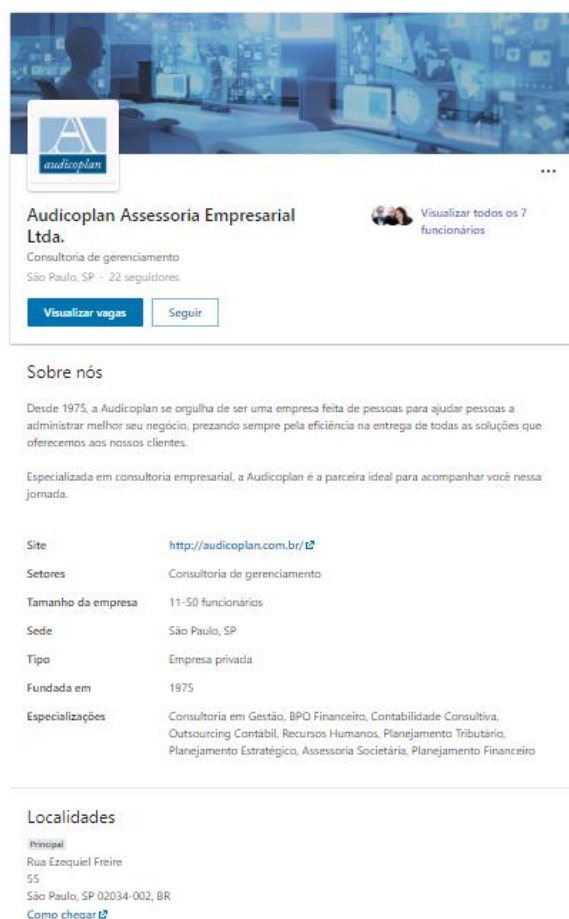 A
audicoplan
...
Audicoplan Assessoria Empresarial
Ltda.
Visualizar todos os 7
funcionários
Consultoria de gerenciamento
São Paulo, SP - 22 seguidores
Visualizar vagas
Seguir
Sobre nós
Desde 1975, a Audicoplan se orgulha de ser uma empresa feita de pessoas para ajudar pessoas a
administrar melhor seu negócio, prezando sempre pela eficiência na entrega de todas as soluções que
oferecemos aos nossos clientes.
Especializada em consultoria empresarial, a Audicoplan é a parceira ideal para acompanhar você nessa
jornada.
Site http://audicoplan.com.br/
Setores Consultoria de gerenciamento
Tamanho da empresa 11-50 funcionários
Sede São Paulo, SP
Tipo Empresa privada
Fundada em 1975
Especializações Consultoria em Gestão, BPO Financeiro, Contabilidade Consultiva,
Outsourcing Contábil, Recursos Humanos, Planejamento Tributário,
Planejamento Estratégico, Assessoria Societária, Planejamento Financeiro
Localidades
Principal
Rua Ezequiel Freire
55
São Paulo, SP 02034-002, BR
Como chegar